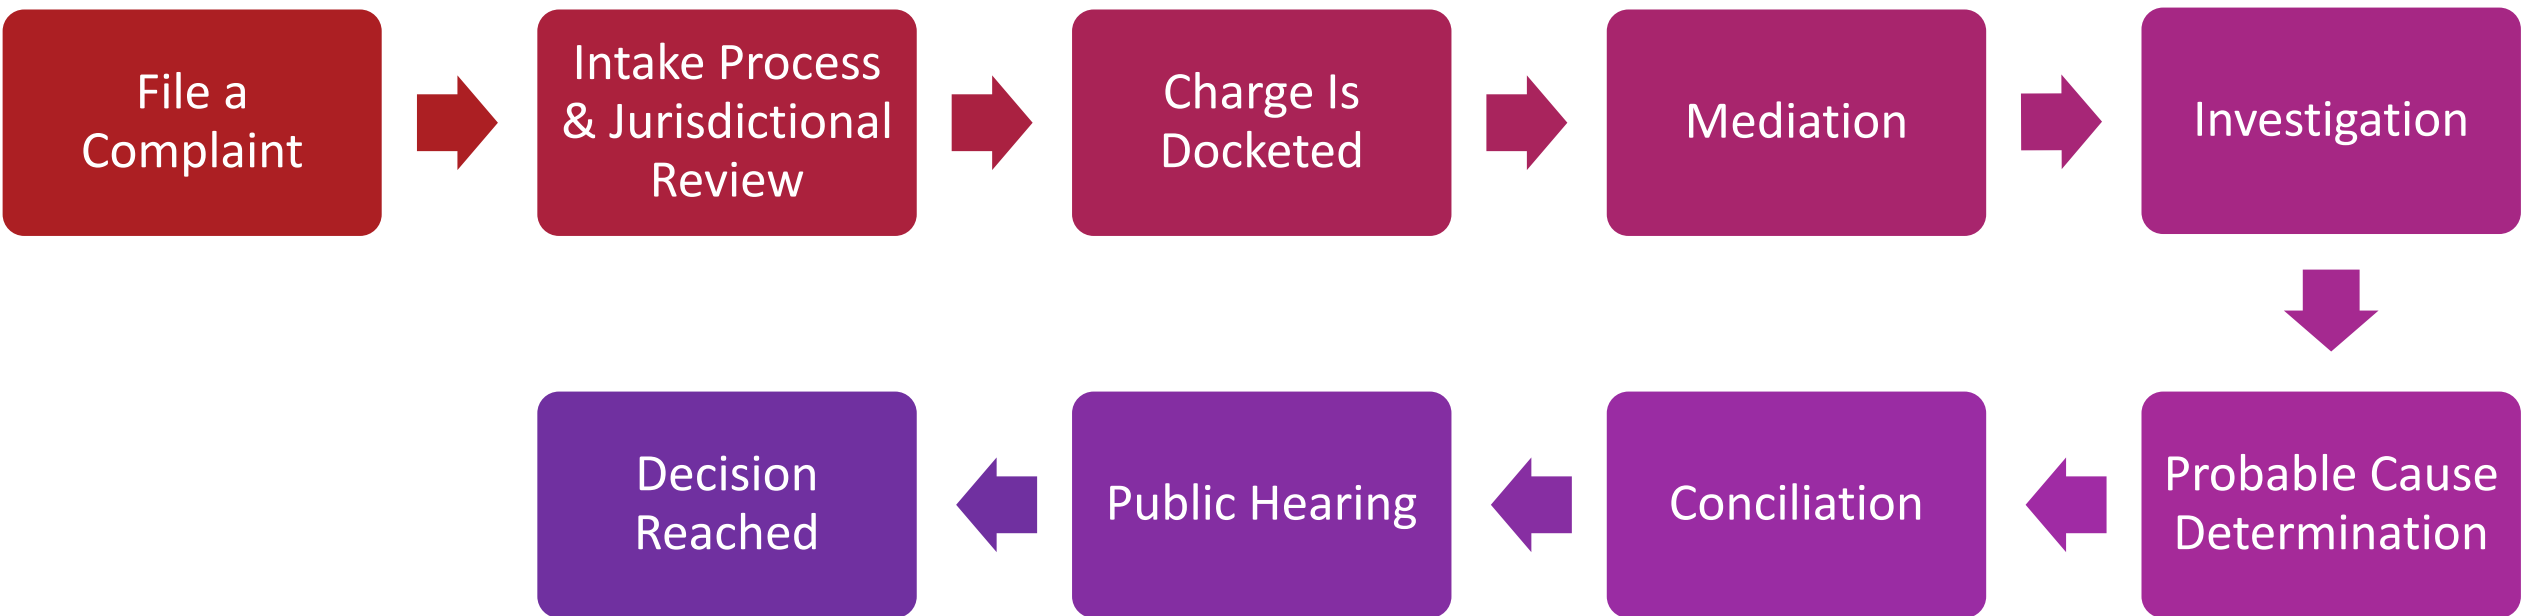 File a
Complaint
Intake Process
& Jurisdictional
Review
Charge Is
Docketed
Mediation
Investigation
Probable Cause
Determination
Conciliation
Public Hearing
Decision
Reached